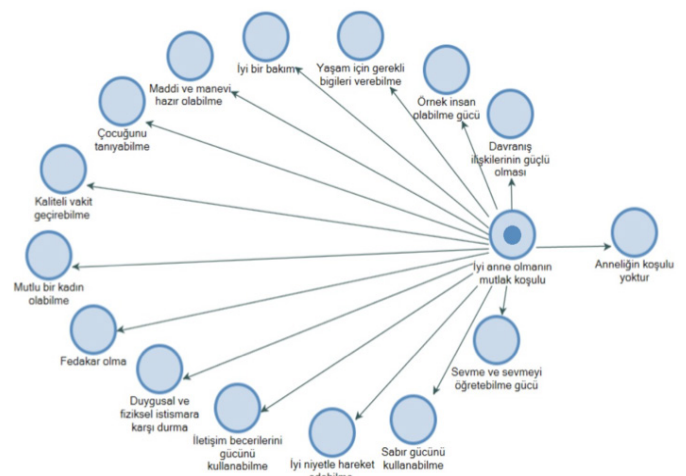 İyi bir bakım
Yaşam için gerekli
bigileri verebilme
Maddi ve manevi
hazır olabilme
Örnek insan
olabilme gücü
Çocuğunu
tanıyabilme
Davranış
ilişkilerinin güçlü
olması
Kaliteli vakit
geçirebilme
İyi anne olmanın
mutlak koşulu
Anneliğin koşulu
yoktur
Mutlu bir kadın
olabilme
Fedakar olma
Sevme ve sevmeyi
öğretebilme gücü
Duygusal ve
fiziksel istismara
karşı durma
İletişim becerilerini
gücünü
kullanabilme
Sabır gücünü
kullanabilme
İyi niyetle hareket